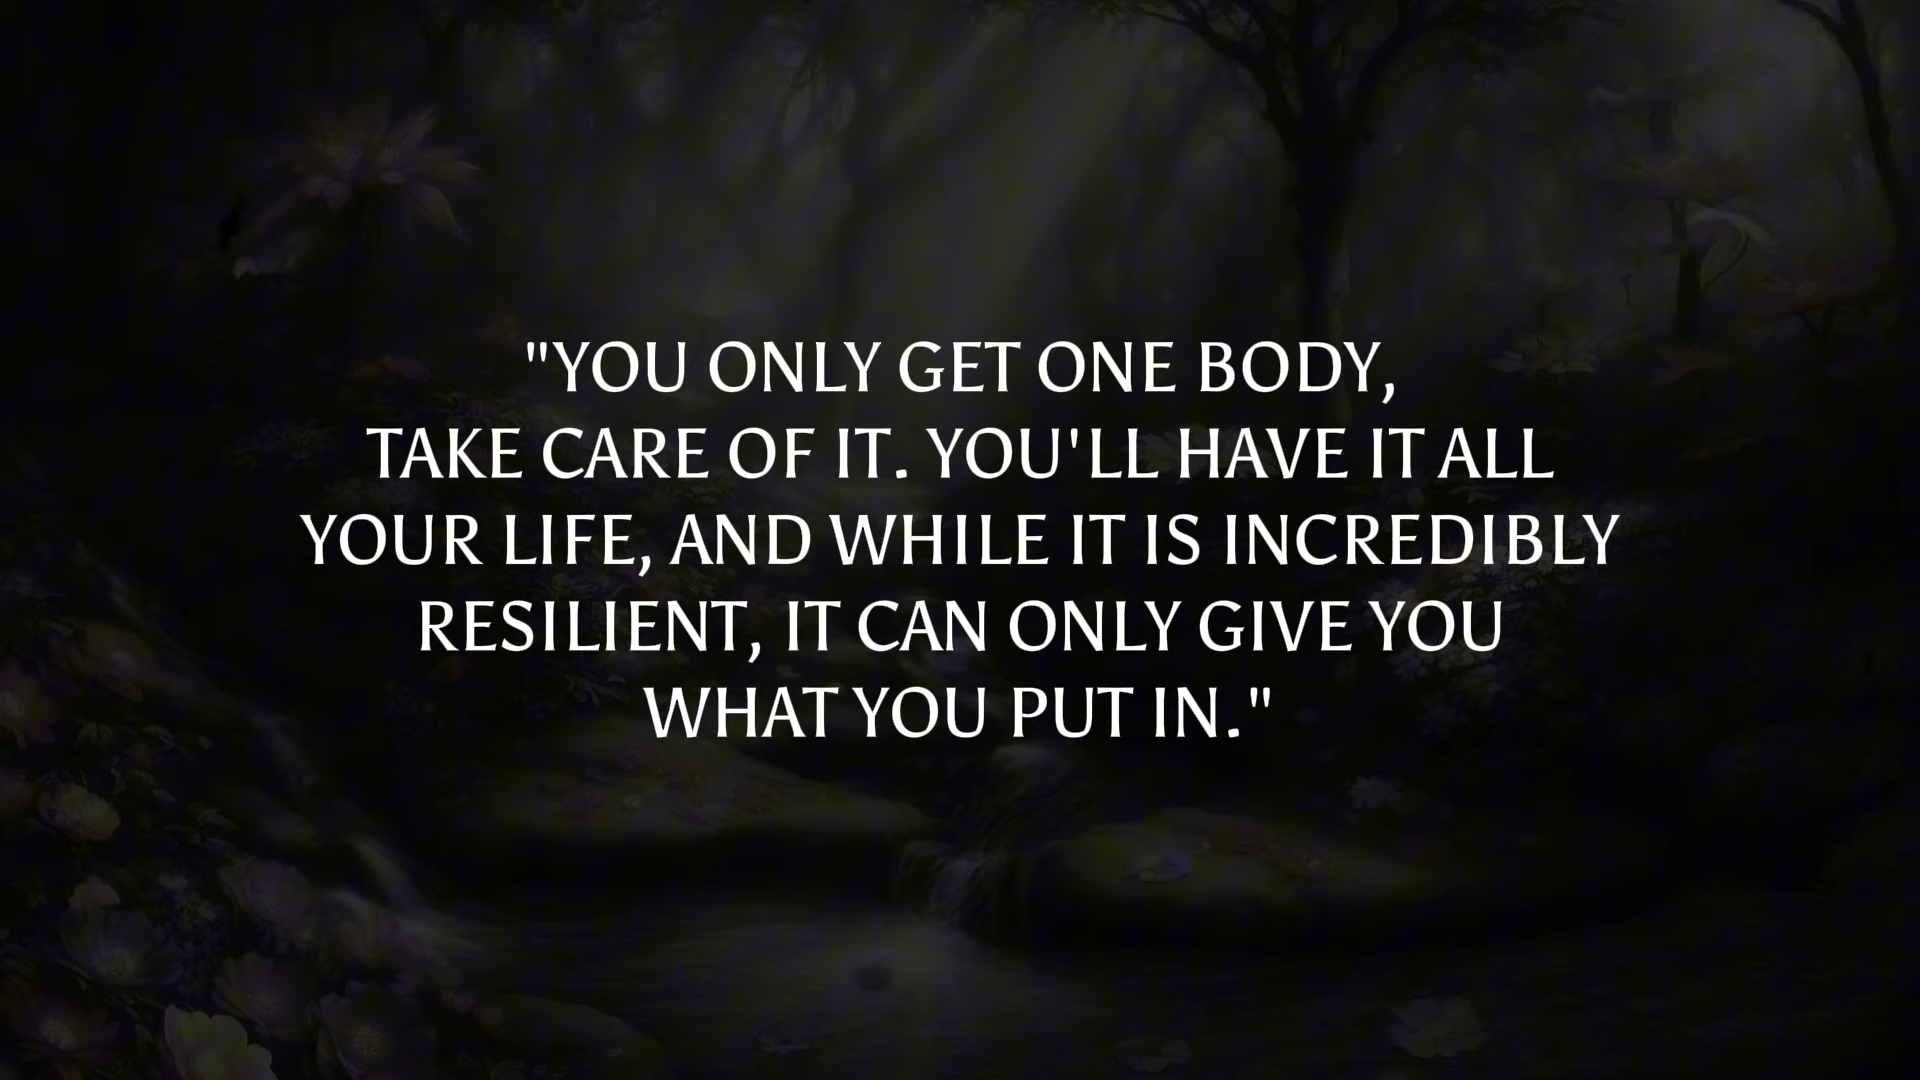 "YOU ONLY GET ONE BODY,
TAKE CARE OF IT. YOU'LL HAVE IT ALL
YOUR LIFE, AND WHILE IT IS INCREDIBLY
RESILIENT, IT CAN ONLY GIVE YOU
WHAT YOU PUT IN."